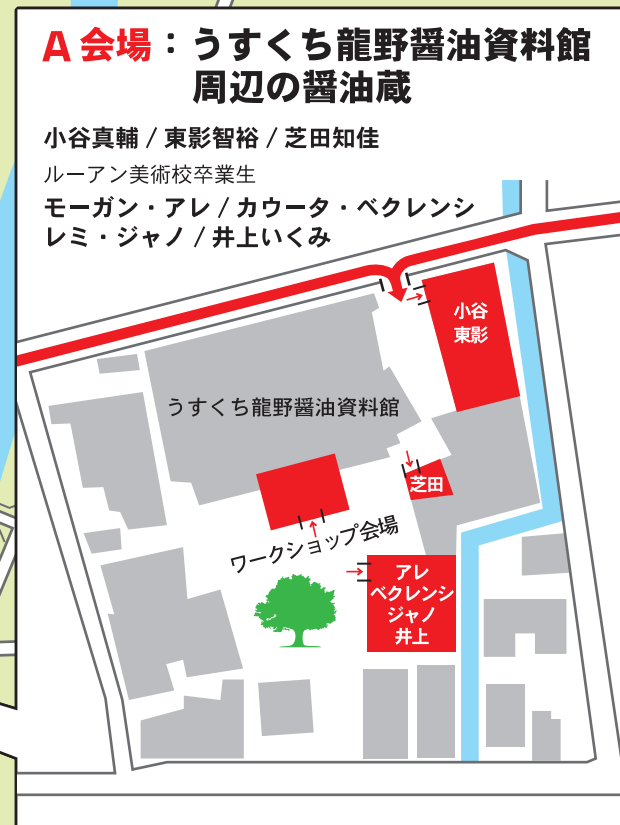 A 会場：うすくち龍野醤油資料館
周辺の醤油蔵
小谷真輔 / 東影智裕 / 芝田知佳
ルーアン美術校卒業生
モーガン・アレ / カウータ・ベクレンシ
レミ・ジャノ / 井上いくみ
小谷
東影
うすくち龍野醤油資料館
芝田
ワークショップ会場
アレ
ベクレンシ
ジャノ
井上